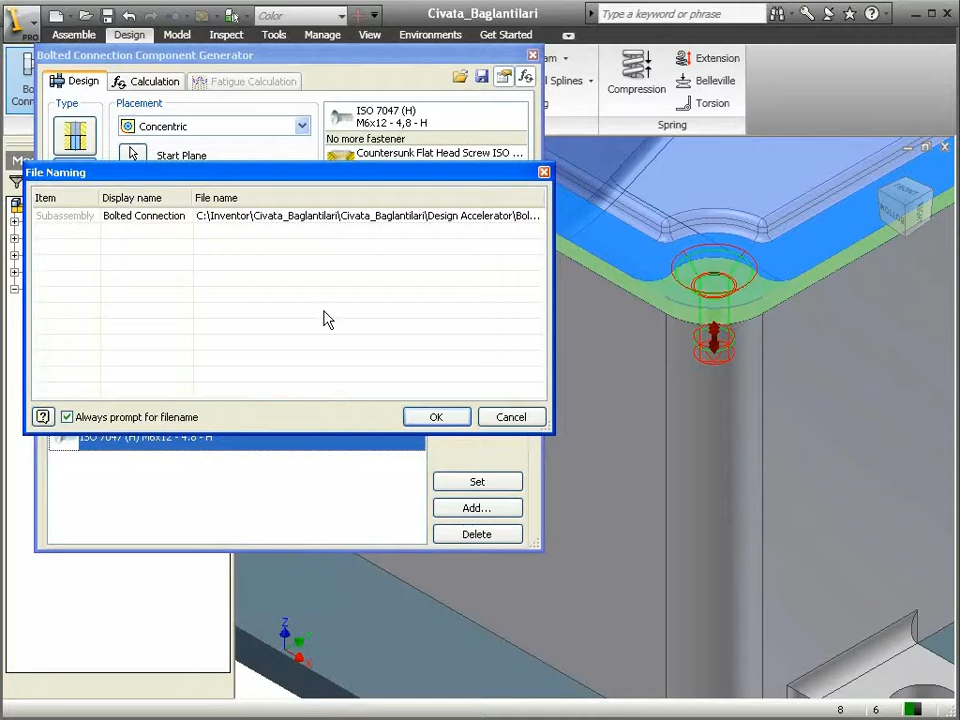 Color
Civata_Baglantilari
Type a keyword or phrase
PRO
Assemble Design Model Inspect Tools Manage View Environments Get Started
Bolted Connection Component Generator
Design Calculation Fatigue Calculation
Type Placement
Concentric
Start Plane
ISO 7047 (H)
M6x12 - 4,8 - H
No more fastener
Countersunk Flat Head Screw ISO ...
Splines
Compression
Extension
Belleville
Torsion
Spring
File Naming
Item Display name File name
Subassembly Bolted Connection C:\Inventor\Civata_Baglantilari\Civata_Baglantilari\Design Accelerator\Bol...
Always prompt for filename
OK Cancel
ISO 7047 (H) M6x12 - 4.8 - H
Set
Add...
Delete
FRONT
BOTTOM
Z
X
8 6